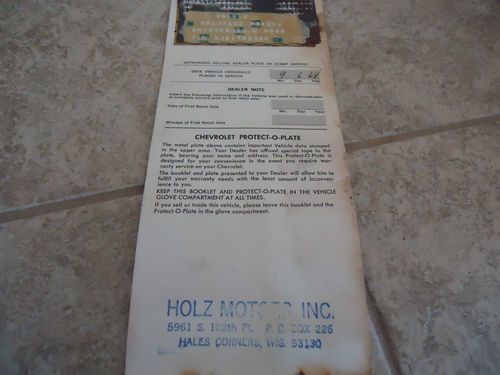 AUTHORIZED SELLING DEALER PLATE OR STAMP IMPRINT
DATE VEHICLE ORIGINALLY
PLACED IN SERVICE
9 6 68
Mo. Day Year
DEALER NOTE
Insert the following information if the Vehicle was used in demonstrator
or company service prior to first retail sale.
Date of First Retail Sale
Mo. Day Year
Mileage at First Retail Sale
CHEVROLET PROTECT-O-PLATE
The metal plate above contains important Vehicle data stamped
in the upper area. Your Dealer has affixed special tape to the
plate, bearing your name and address. This Protect-O-Plate is
designed for your convenience in the event you require war-
ranty service on your Chevrolet.
The booklet and plate presented to your Dealer will allow him to
fulfill your warranty needs with the least amount of inconven-
ience to you.
KEEP THIS BOOKLET AND PROTECT-O-PLATE IN THE VEHICLE
GLOVE COMPARTMENT AT ALL TIMES.
If you sell or trade this vehicle, please leave this booklet and the
Protect-O-Plate in the glove compartment.
HOLZ MOTORS, INC.
5961 S. 108th PL. P. O. BOX 226
HALES CORNERS, WIS. 53130